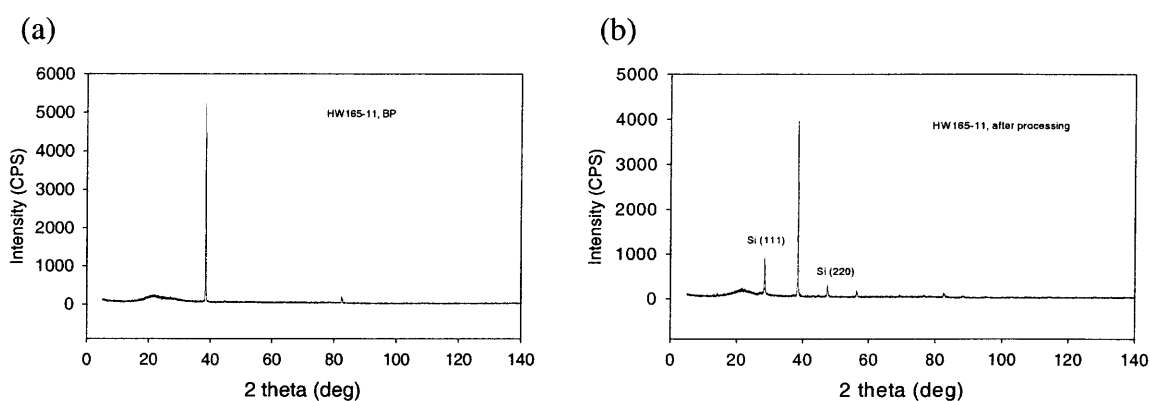 (a)
6000
5000
4000
3000
2000
1000
0
Intensity (CPS)
HW165-11, BP
0 20 40 60 80 100 120 140
2 theta (deg)
(b)
5000
4000
3000
2000
1000
0
Intensity (CPS)
HW165-11, after processing
Si (111)
Si (220)
0 20 40 60 80 100 120 140
2 theta (deg)